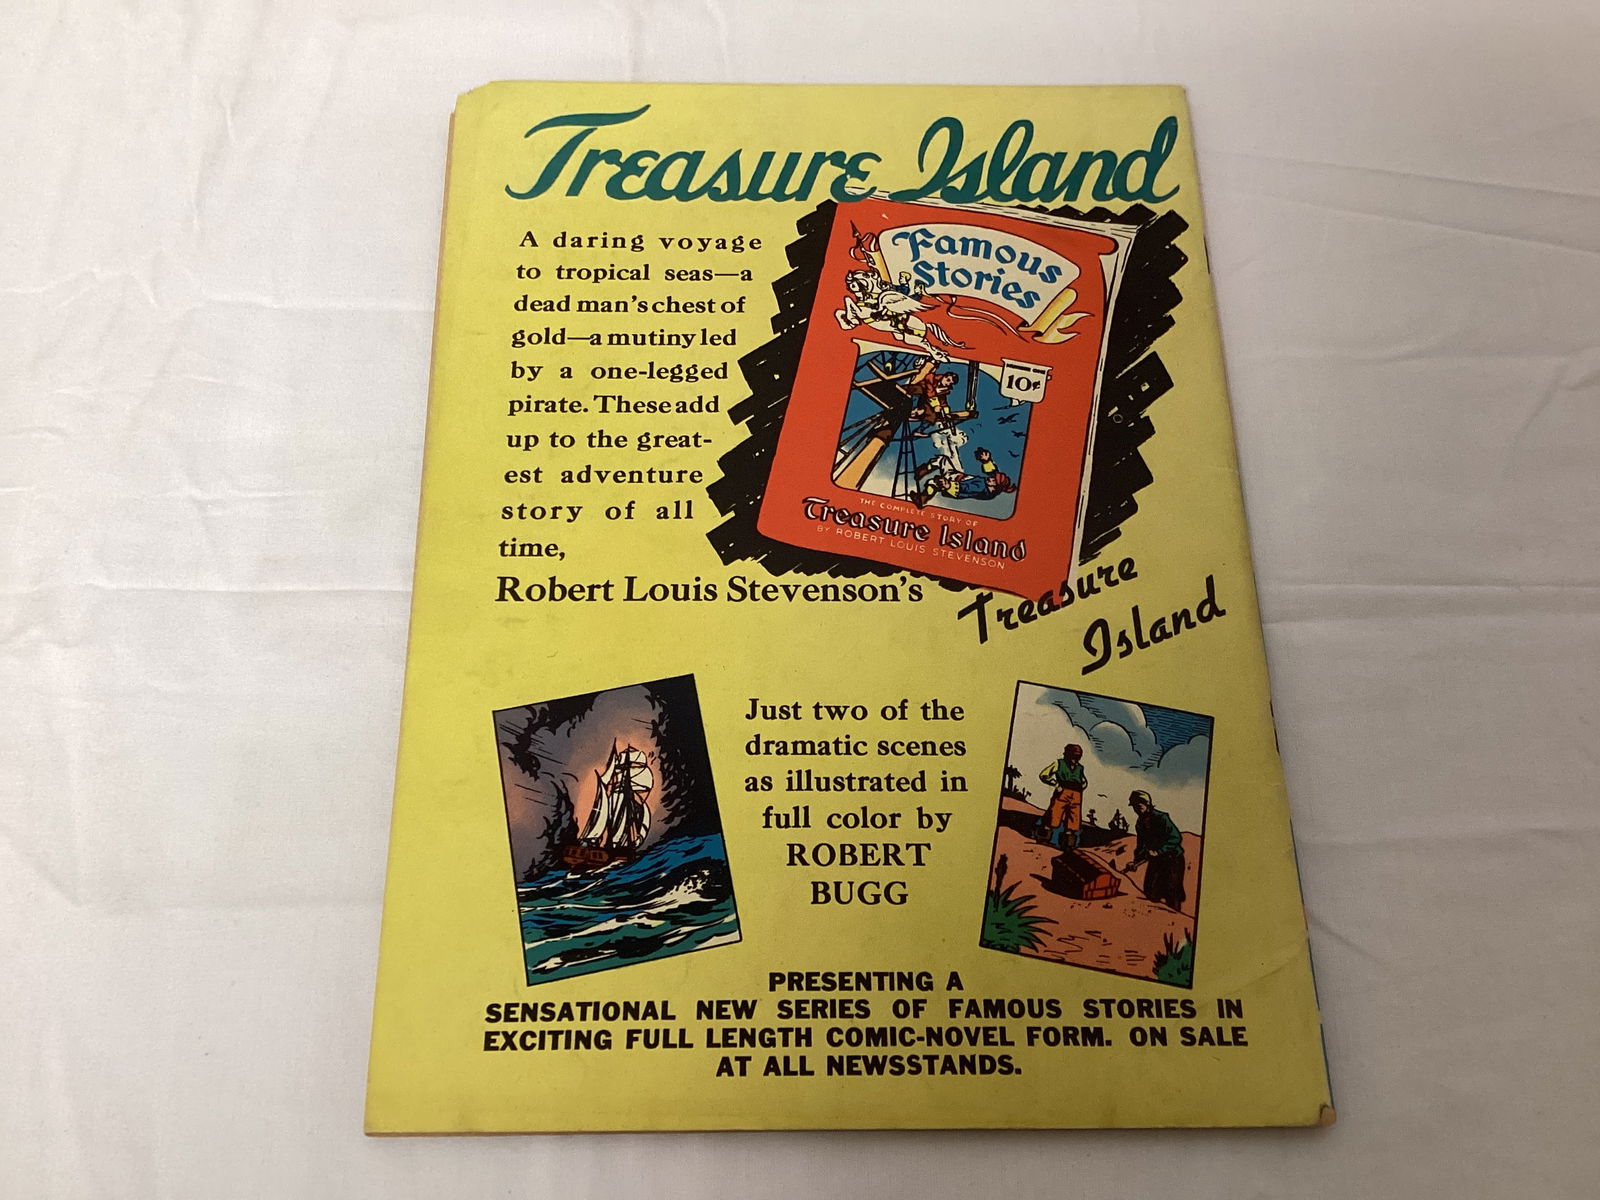 Treasure Island
A daring voyage
to tropical seas—a
dead man's chest of
gold—a mutiny led
by a one-legged
pirate. These add
up to the great-
est adventure
story of all
time,
Robert Louis Stevenson's
Treasure
Island
Famous
Stories
10¢
THE COMPLETE STORY OF
Treasure Island
BY ROBERT LOUIS STEVENSON
Just two of the
dramatic scenes
as illustrated in
full color by
ROBERT
BUGG
PRESENTING A
SENSATIONAL NEW SERIES OF FAMOUS STORIES IN
EXCITING FULL LENGTH COMIC-NOVEL FORM. ON SALE
AT ALL NEWSSTANDS.